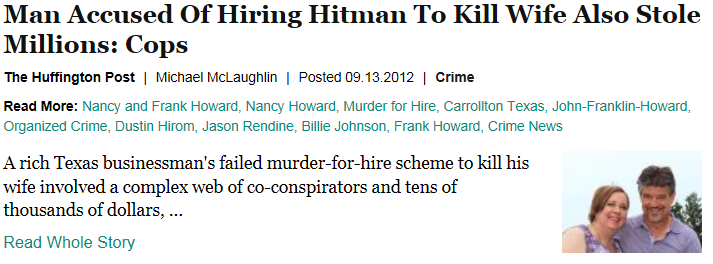 Man Accused Of Hiring Hitman To Kill Wife Also Stole
Millions: Cops
The Huffington Post | Michael McLaughlin | Posted 09.13.2012 | Crime
Read More: Nancy and Frank Howard, Nancy Howard, Murder for Hire, Carrollton Texas, John-Franklin-Howard,
Organized Crime, Dustin Hirom, Jason Rendine, Billie Johnson, Frank Howard, Crime News
A rich Texas businessman's failed murder-for-hire scheme to kill his
wife involved a complex web of co-conspirators and tens of
thousands of dollars, ...
Read Whole Story